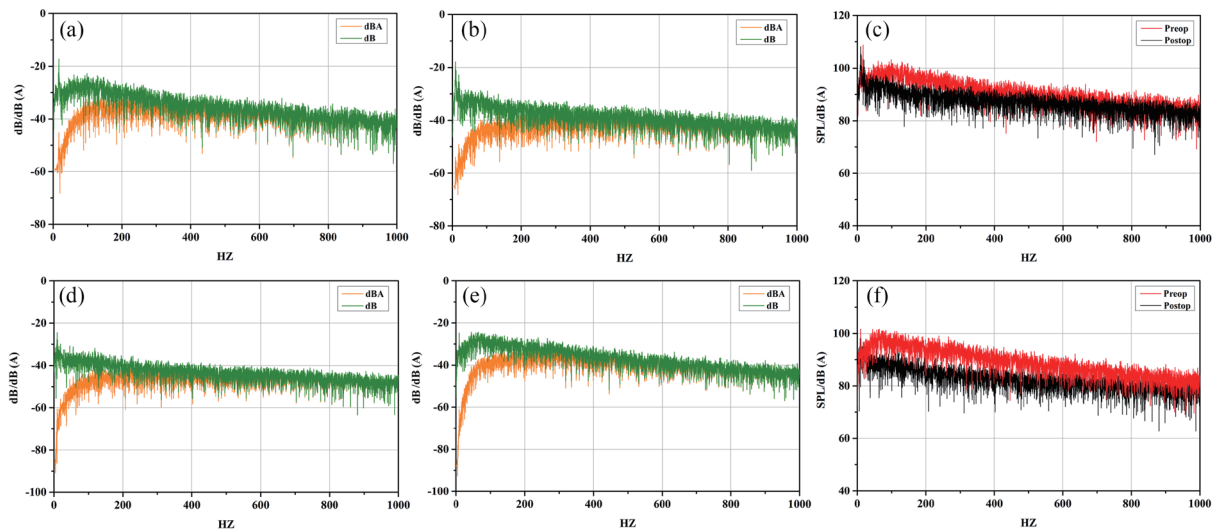 (a)
dBA
dB
0
-20
-40
-60
-80
dB/dB (A)
0
200
400
600
800
1000
HZ
(b)
dBA
dB
0
-20
-40
-60
-80
dB/dB (A)
0
200
400
600
800
1000
HZ
(c)
Preop
Postop
120
100
80
60
40
SPL/dB (A)
0
200
400
600
800
1000
HZ
(d)
dBA
dB
0
-20
-40
-60
-80
-100
dB/dB (A)
0
200
400
600
800
1000
HZ
(e)
dBA
dB
0
-20
-40
-60
-80
-100
dB/dB (A)
0
200
400
600
800
1000
HZ
(f)
Preop
Postop
120
100
80
60
40
SPL/dB (A)
0
200
400
600
800
1000
HZ